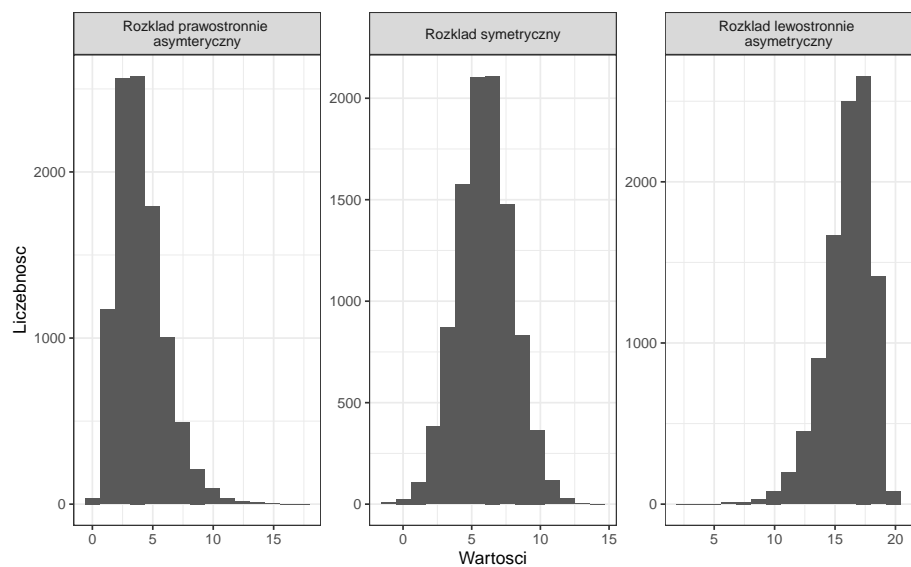 Rozklad prawostronnie
asymteryczny
Rozklad symetryczny
Rozklad lewostronnie
asymetryczny
Liczebnosc
2000
1000
0
2000
1500
1000
500
0
2000
1000
0
0 5 10 15
0 5 10 15
5 10 15 20
Wartosci